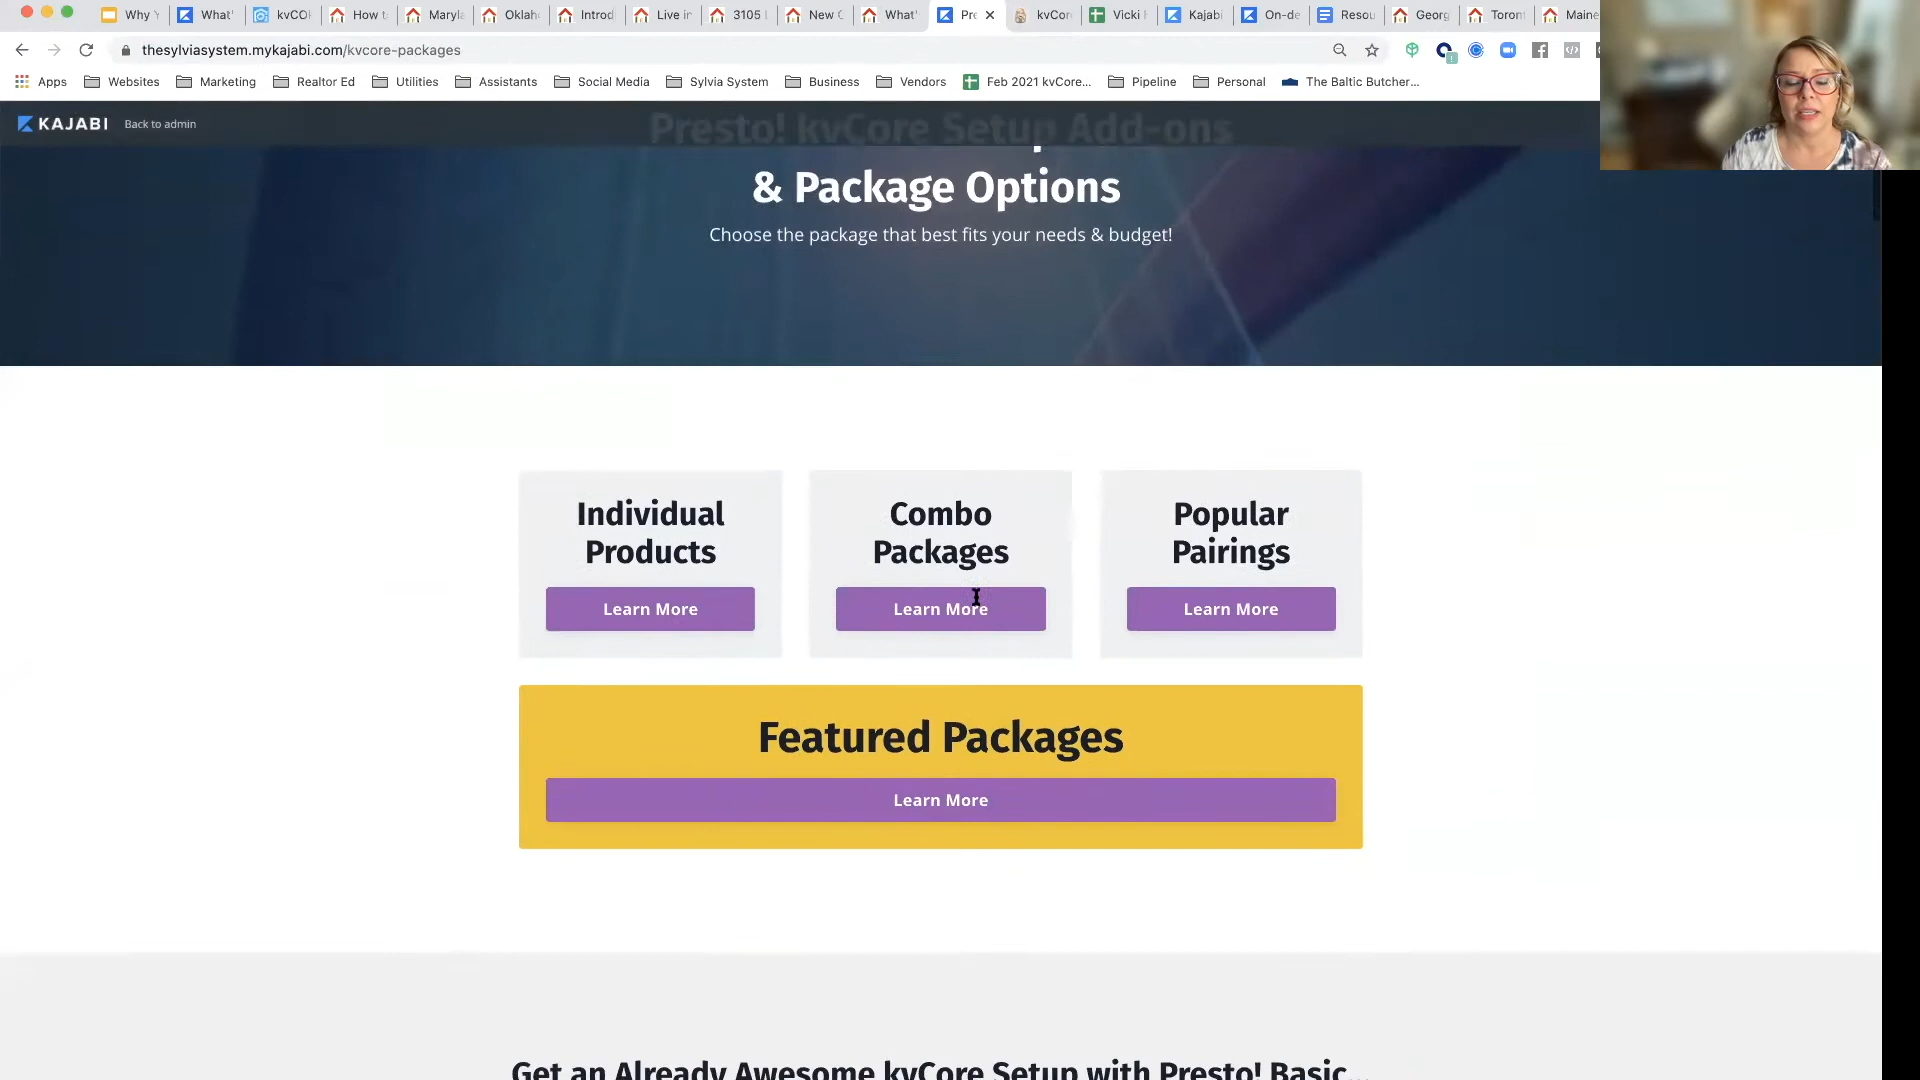 Why Y
What'
kvCO
How t
Maryla
Oklah
Introd
Live in
3105
New C
What'
Pre
kvCore
Vicki
Kajabi
On-de
Resou
Georg
Toront
Maine
thesylviasystem.mykajabi.com/kvcore-packages
Apps Websites Marketing Realtor Ed Utilities Assistants Social Media Sylvia System Business Vendors Feb 2021 kvCore... Pipeline Personal The Baltic Butcher...
KAJABI Back to admin
Presto! kvCore Setup Add-ons
& Package Options
Choose the package that best fits your needs & budget!
Individual
Products
Learn More
Combo
Packages
Learn More
Popular
Pairings
Learn More
Featured Packages
Learn More
Get an Already Awesome kvCore Setup with Presto! Basic...